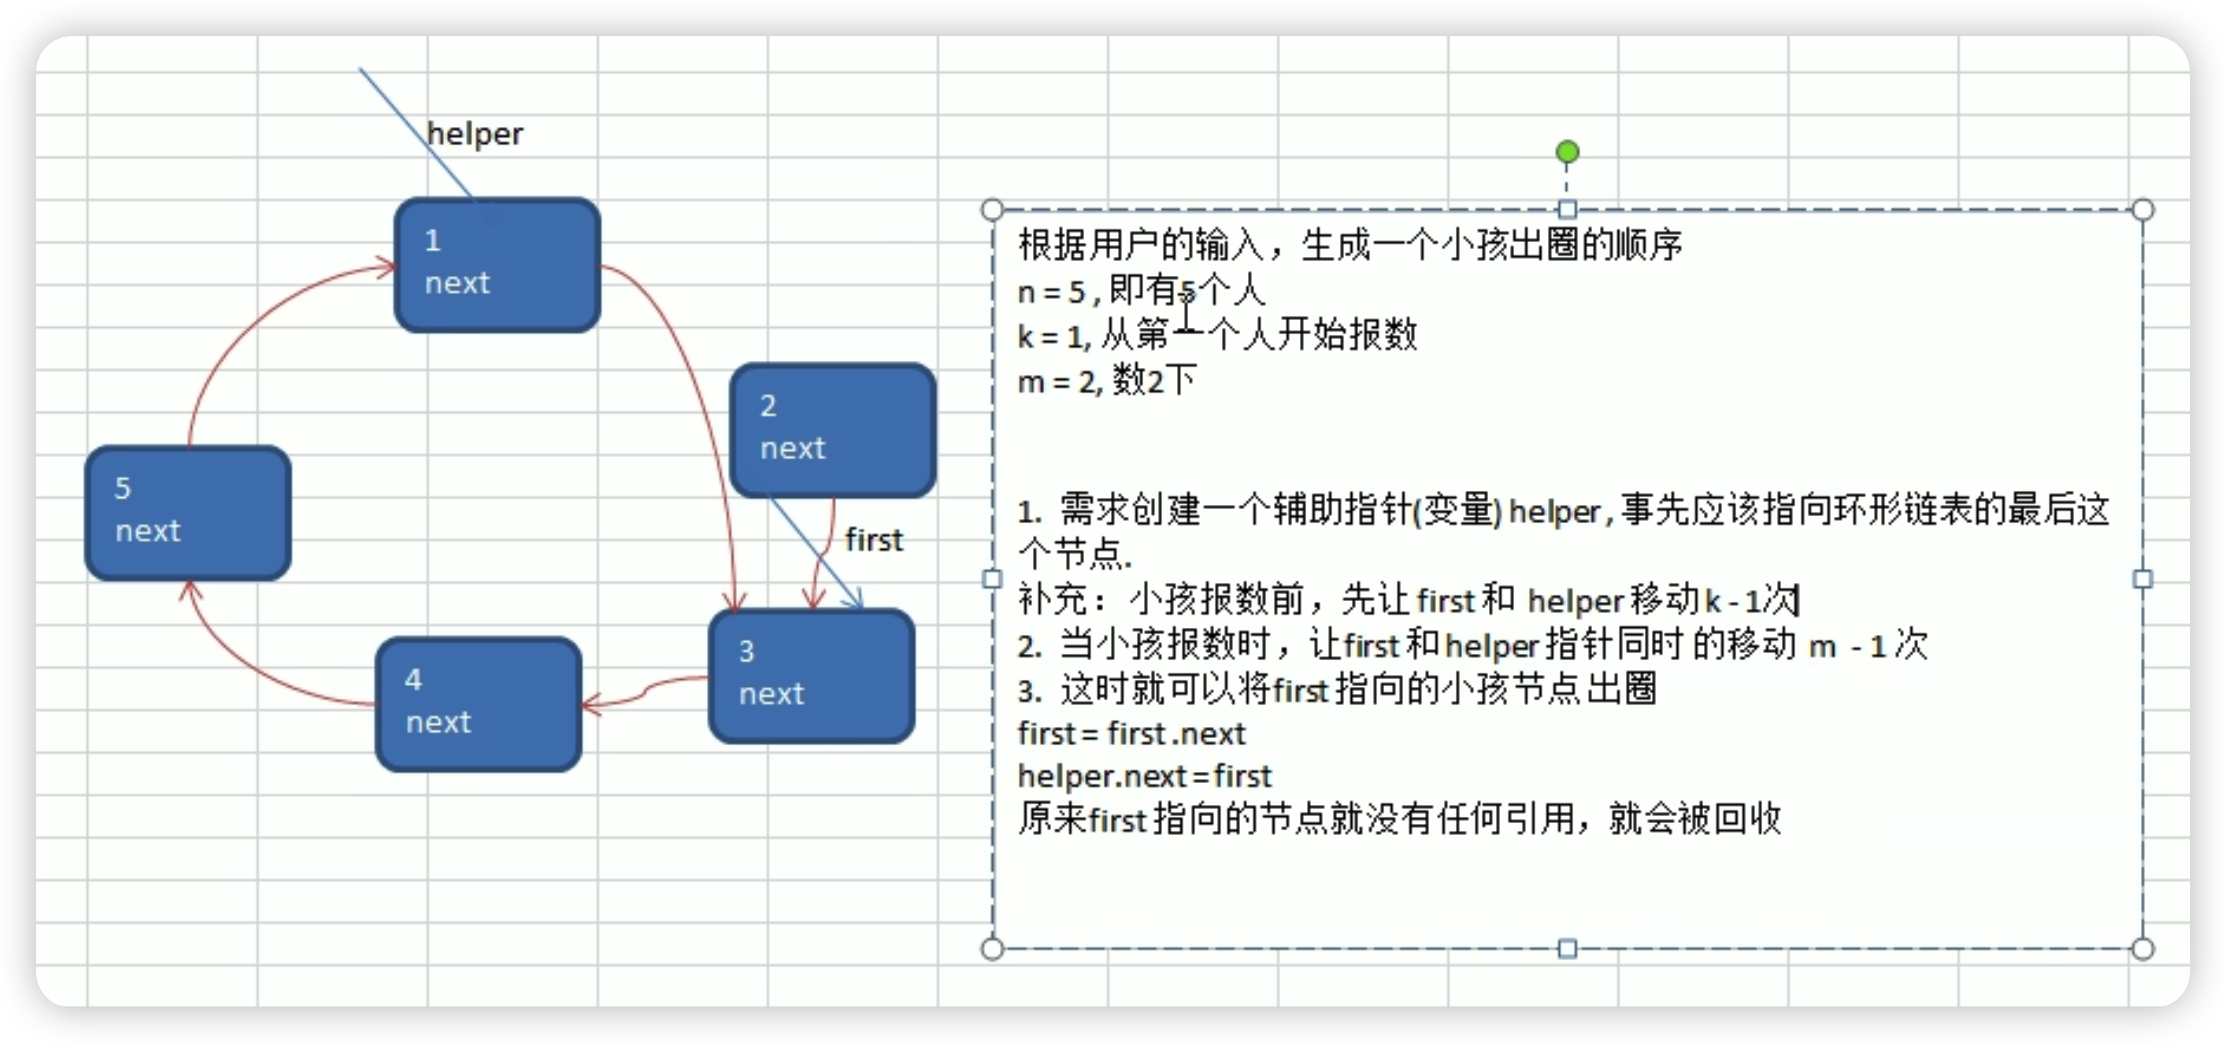 helper
1
next
2
next
first
5
next
3
next
4
next
根据用户的输入，生成一个小孩出圈的顺序
n = 5 , 即有5个人
k = 1, 从第一个人开始报数
m = 2, 数2下
1. 需求创建一个辅助指针(变量) helper , 事先应该指向环形链表的最后这
个节点.
补充： 小孩报数前，先让 first 和 helper 移动 k - 1次
2. 当小孩报数时，让first 和 helper 指针同时 的移动 m - 1 次
3. 这时就可以将first 指向的小孩节点 出圈
first = first .next
helper.next = first
原来first 指向的节点就没有任何引用，就会被回收